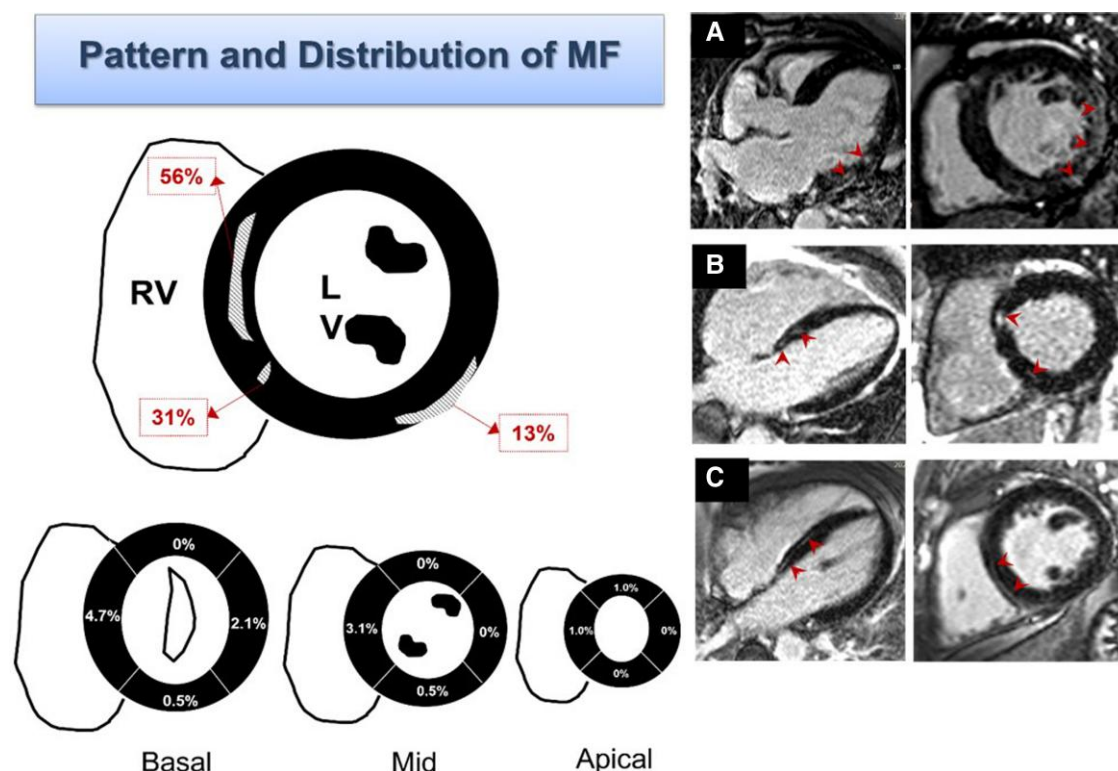 Pattern and Distribution of MF
56%
RV
L
V
31%
13%
0%
4.7%
2.1%
0.5%
Basal
0%
3.1%
0%
0.5%
Mid
1.0%
1.0%
0%
0%
Apical
A
B
C